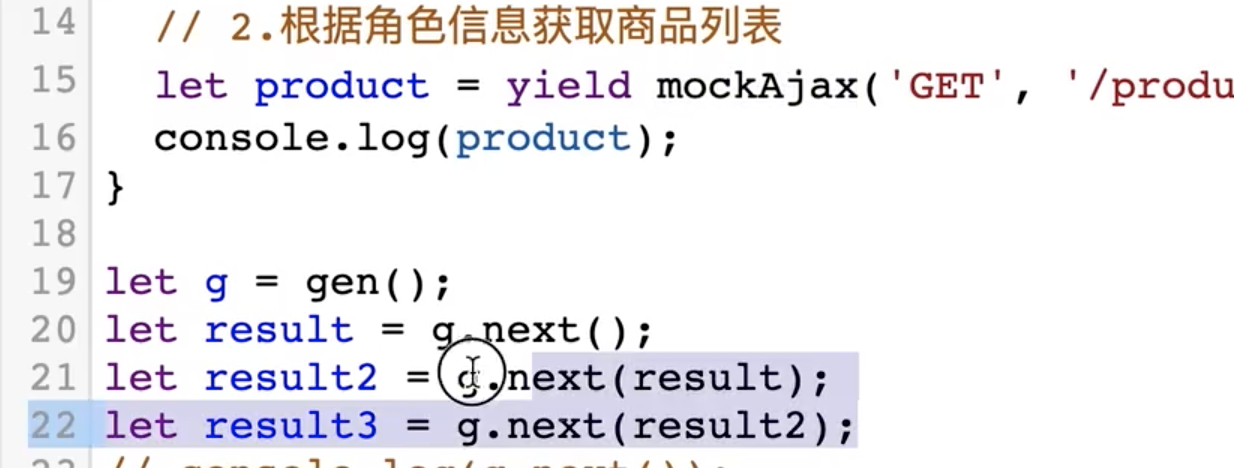 14 // 2.根据角色信息获取商品列表
15 let product = yield mockAjax('GET', '/produ
16 console.log(product);
17 }
18
19 let g = gen();
20 let result = g.next();
21 let result2 = g.next(result);
22 let result3 = g.next(result2);
23 // console.log(g.next());